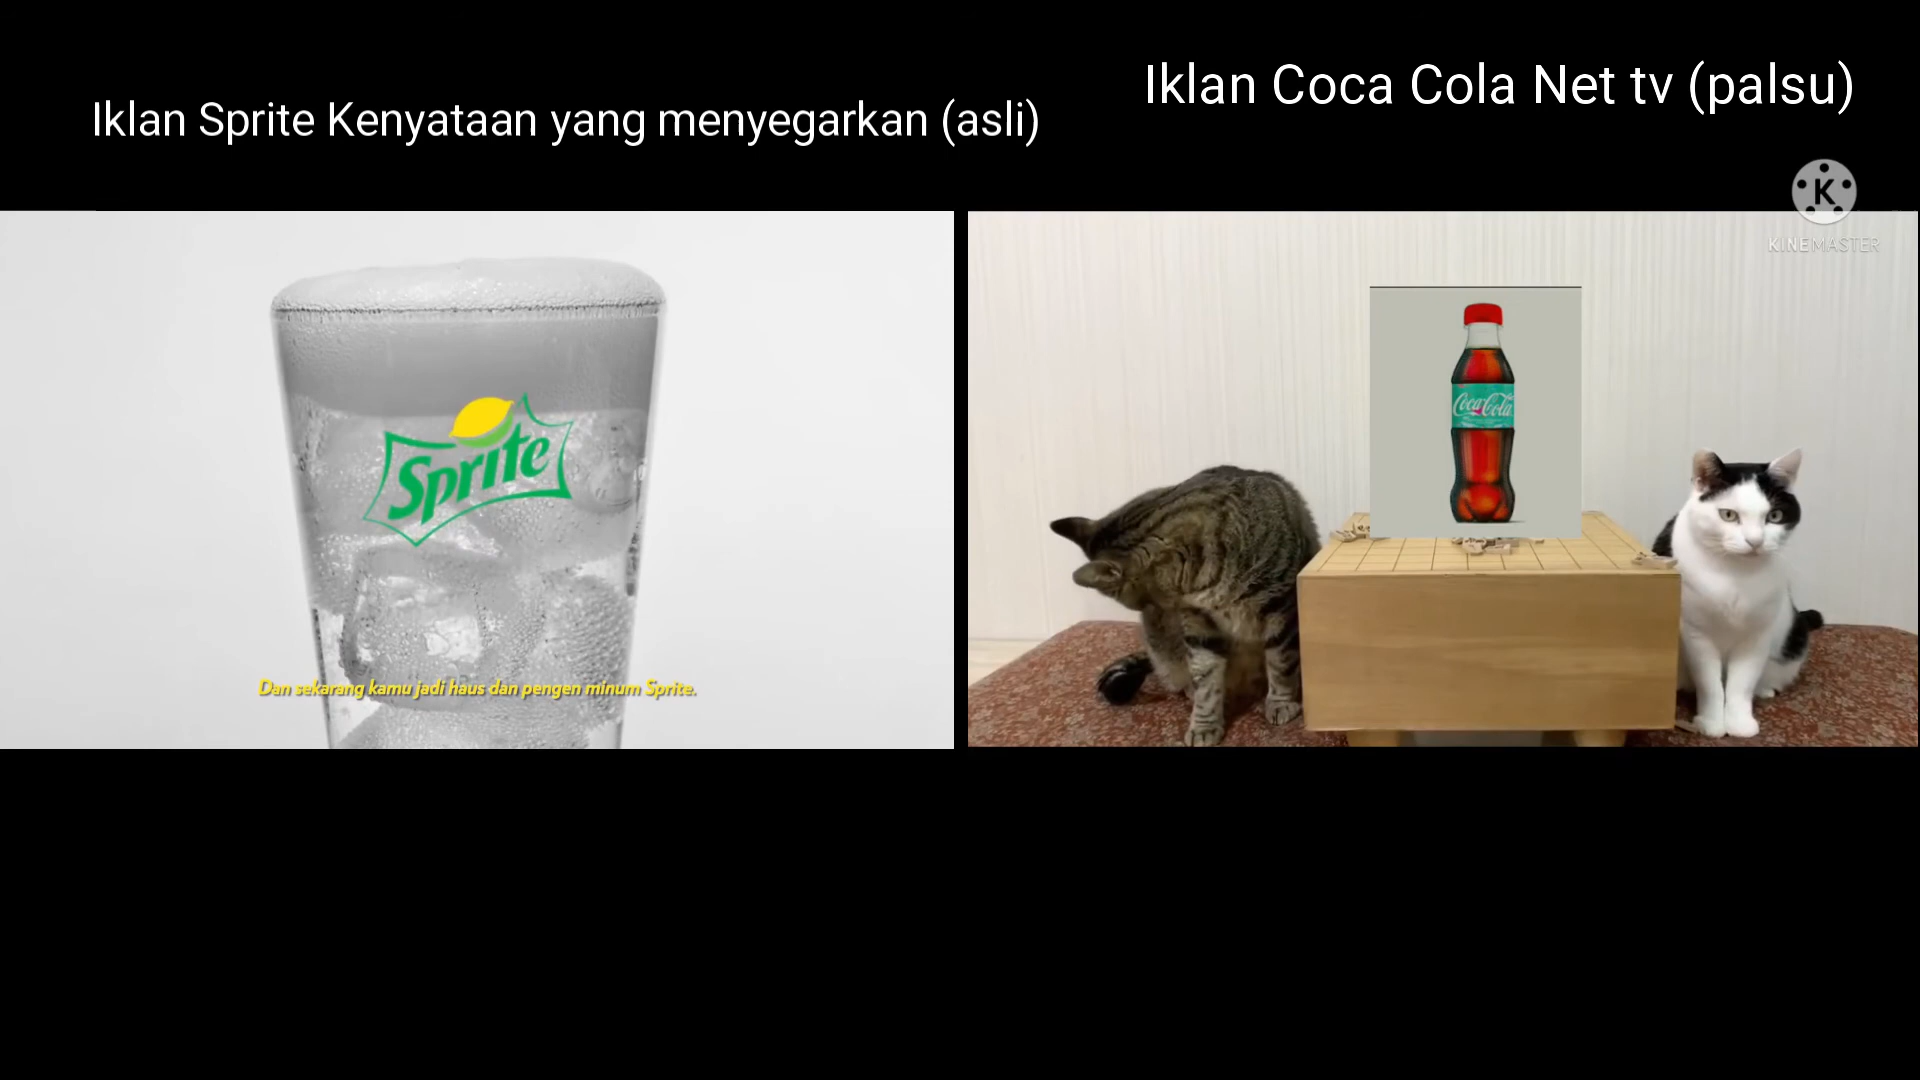 Iklan Sprite Kenyataan yang menyegarkan (asli)
Iklan Coca Cola Net tv (palsu)
K
KINEMASTER
Sprite
Coca-Cola
Dan sekarang kamu jadi haus dan pengen minum Sprite.